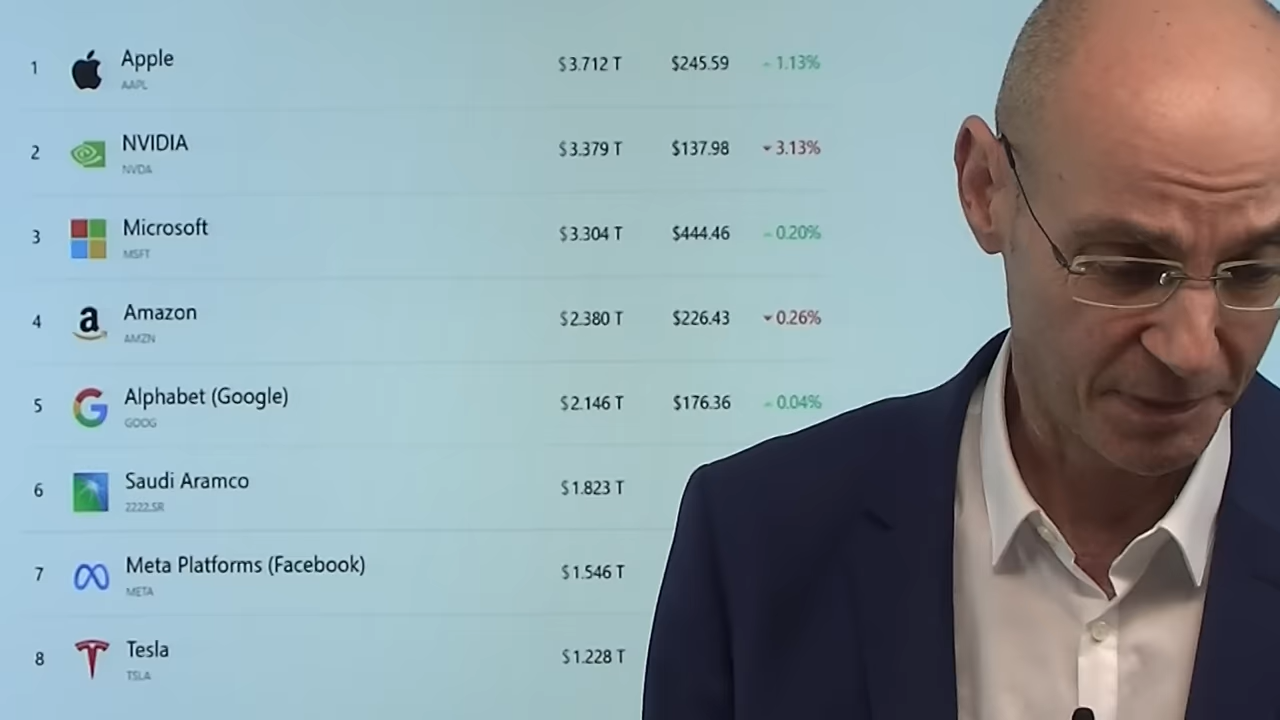 1 Apple $3.712 T $245.59 1.13%
AAPL
2 NVIDIA $3.379 T $137.98 3.13%
NVDA
3 Microsoft $3.304 T $444.46 0.20%
MSFT
4 Amazon $2.380 T $226.43 0.26%
AMZN
5 Alphabet (Google) $2.146 T $176.36 0.04%
GOOG
6 Saudi Aramco $1.823 T
2222.SR
7 Meta Platforms (Facebook) $1.546 T
META
8 Tesla $1.228 T
TSLA